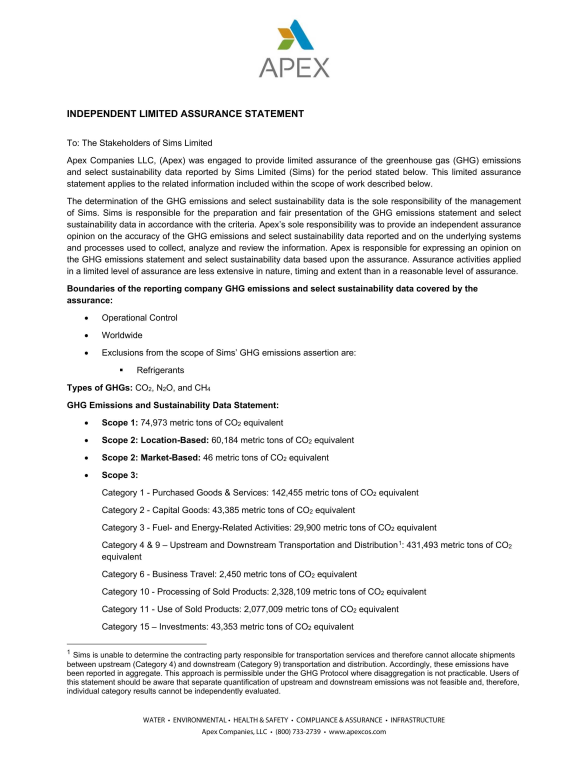 APEX
INDEPENDENT LIMITED ASSURANCE STATEMENT
To: The Stakeholders of Sims Limited
Apex Companies LLC, (Apex) was engaged to provide limited assurance of the greenhouse gas (GHG) emissions
and select sustainability data reported by Sims Limited (Sims) for the period stated below. This limited assurance
statement applies to the related information included within the scope of work described below.
The determination of the GHG emissions and select sustainability data is the sole responsibility of the management
of Sims. Sims is responsible for the preparation and fair presentation of the GHG emissions statement and select
sustainability data in accordance with the criteria. Apex's sole responsibility was to provide an independent assurance
opinion on the accuracy of the GHG emissions and select sustainability data reported and on the underlying systems
and processes used to collect, analyze and review the information. Apex is responsible for expressing an opinion on
the GHG emissions statement and select sustainability data based upon the assurance. Assurance activities applied
in a limited level of assurance are less extensive in nature, timing and extent than in a reasonable level of assurance.
Boundaries of the reporting company GHG emissions and select sustainability data covered by the
assurance:
• Operational Control
• Worldwide
• Exclusions from the scope of Sims' GHG emissions assertion are:
▪ Refrigerants
Types of GHGs: CO₂, N₂O, and CH₄
GHG Emissions and Sustainability Data Statement:
• Scope 1: 74,973 metric tons of CO₂ equivalent
• Scope 2: Location-Based: 60,184 metric tons of CO₂ equivalent
• Scope 2: Market-Based: 46 metric tons of CO₂ equivalent
• Scope 3:
Category 1 - Purchased Goods & Services: 142,455 metric tons of CO₂ equivalent
Category 2 - Capital Goods: 43,385 metric tons of CO₂ equivalent
Category 3 - Fuel- and Energy-Related Activities: 29,900 metric tons of CO₂ equivalent
Category 4 & 9 – Upstream and Downstream Transportation and Distribution¹: 431,493 metric tons of CO₂
equivalent
Category 6 - Business Travel: 2,450 metric tons of CO₂ equivalent
Category 10 - Processing of Sold Products: 2,328,109 metric tons of CO₂ equivalent
Category 11 - Use of Sold Products: 2,077,009 metric tons of CO₂ equivalent
Category 15 – Investments: 43,353 metric tons of CO₂ equivalent
¹ Sims is unable to determine the contracting party responsible for transportation services and therefore cannot allocate shipments
between upstream (Category 4) and downstream (Category 9) transportation and distribution. Accordingly, these emissions have
been reported in aggregate. This approach is permissible under the GHG Protocol where disaggregation is not practicable. Users of
this statement should be aware that separate quantification of upstream and downstream emissions was not feasible and, therefore,
individual category results cannot be independently evaluated.
WATER • ENVIRONMENTAL • HEALTH & SAFETY • COMPLIANCE & ASSURANCE • INFRASTRUCTURE
Apex Companies, LLC • (800) 733-2739 • www.apexcos.com